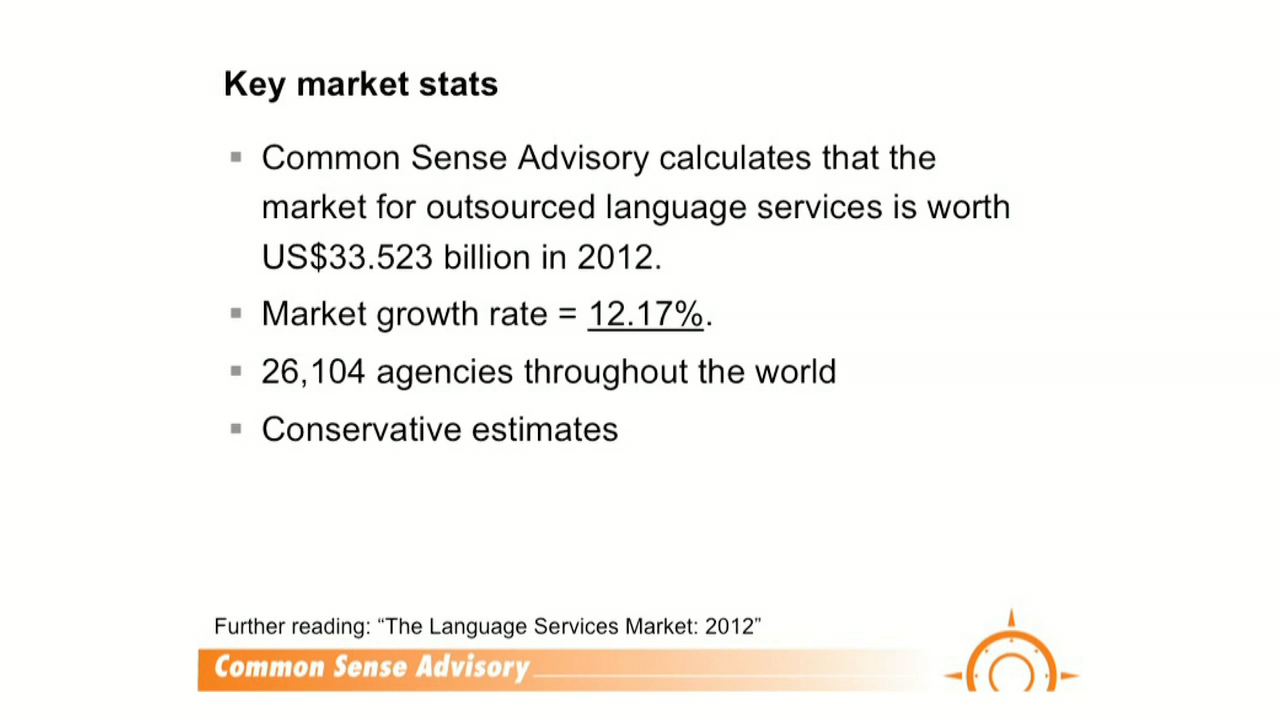 Key market stats
Common Sense Advisory calculates that the
market for outsourced language services is worth
US$33.523 billion in 2012.
Market growth rate = 12.17%.
26,104 agencies throughout the world
Conservative estimates
Further reading: “The Language Services Market: 2012”
Common Sense Advisory